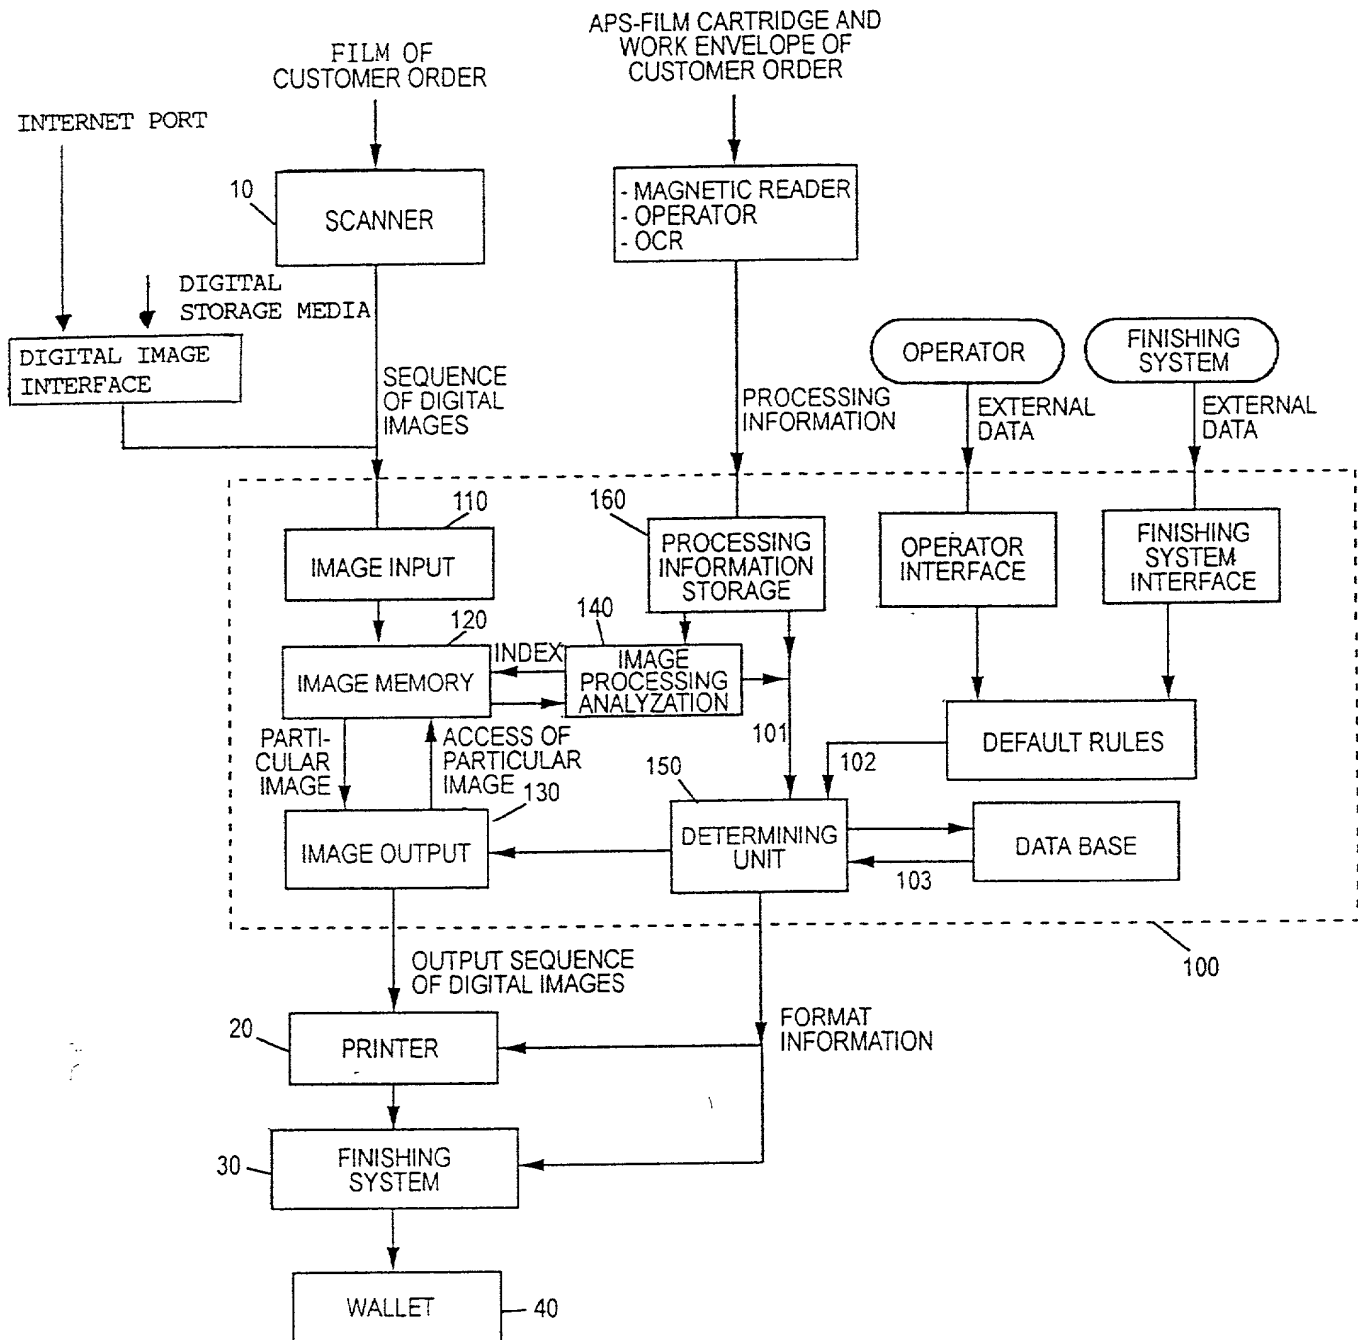 APS-FILM CARTRIDGE AND
WORK ENVELOPE OF
CUSTOMER ORDER
FILM OF
CUSTOMER ORDER
INTERNET PORT
10
SCANNER
- MAGNETIC READER
- OPERATOR
- OCR
DIGITAL
STORAGE MEDIA
DIGITAL IMAGE
INTERFACE
SEQUENCE
OF DIGITAL
IMAGES
PROCESSING
INFORMATION
OPERATOR
FINISHING
SYSTEM
EXTERNAL
DATA
EXTERNAL
DATA
110
IMAGE INPUT
160
PROCESSING
INFORMATION
STORAGE
OPERATOR
INTERFACE
FINISHING
SYSTEM
INTERFACE
120
IMAGE MEMORY
INDEX
140
IMAGE
PROCESSING
ANALYZATION
101
102
DEFAULT RULES
PARTI-
CULAR
IMAGE
ACCESS OF
PARTICULAR
IMAGE
130
IMAGE OUTPUT
150
DETERMINING
UNIT
103
DATA BASE
100
OUTPUT SEQUENCE
OF DIGITAL IMAGES
FORMAT
INFORMATION
20
PRINTER
30
FINISHING
SYSTEM
WALLET
40